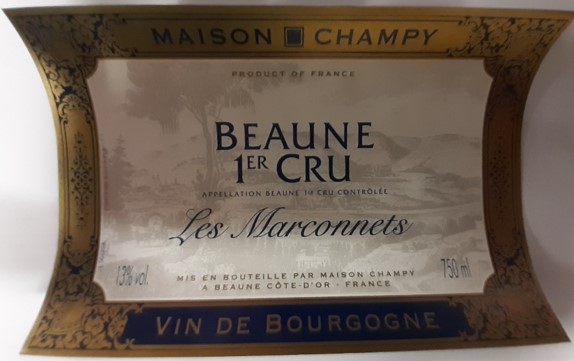 MAISON CHAMPY
PRODUCT OF FRANCE
BEAUNE
1ER CRU
APPELLATION BEAUNE 1er CRU CONTRÔLÉE
Les Marconnets
13% vol.
MIS EN BOUTEILLE PAR MAISON CHAMPY
A BEAUNE CÔTE-D'OR - FRANCE
750 ml
VIN DE BOURGOGNE